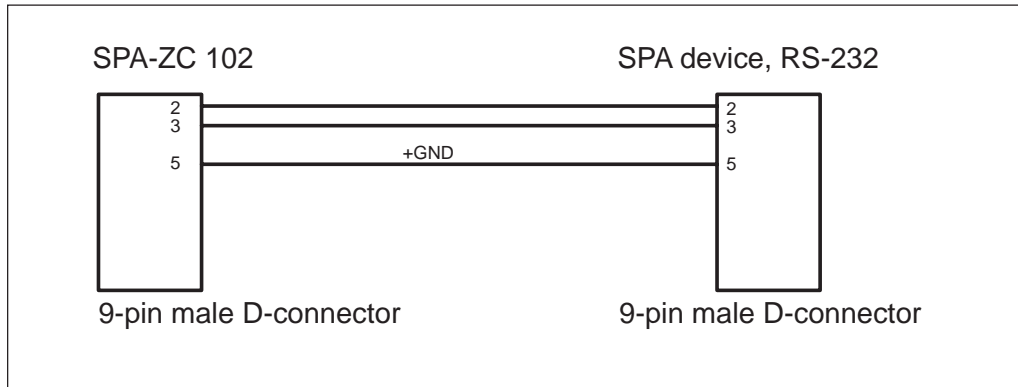 SPA-ZC 102 SPA device, RS-232
2 2
3 3
+GND
5 5
9-pin male D-connector 9-pin male D-connector